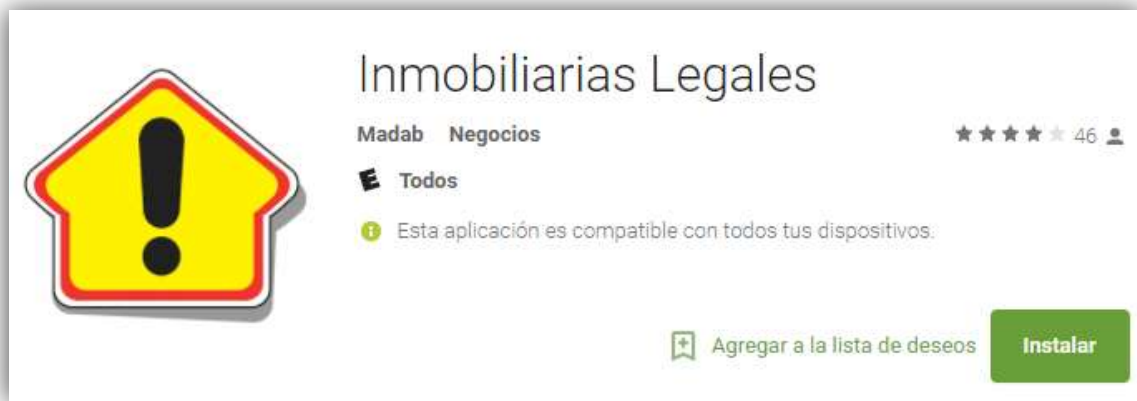 Inmobiliarias Legales
Madab Negocios
46
E Todos
Esta aplicación es compatible con todos tus dispositivos.
Agregar a la lista de deseos
Instalar